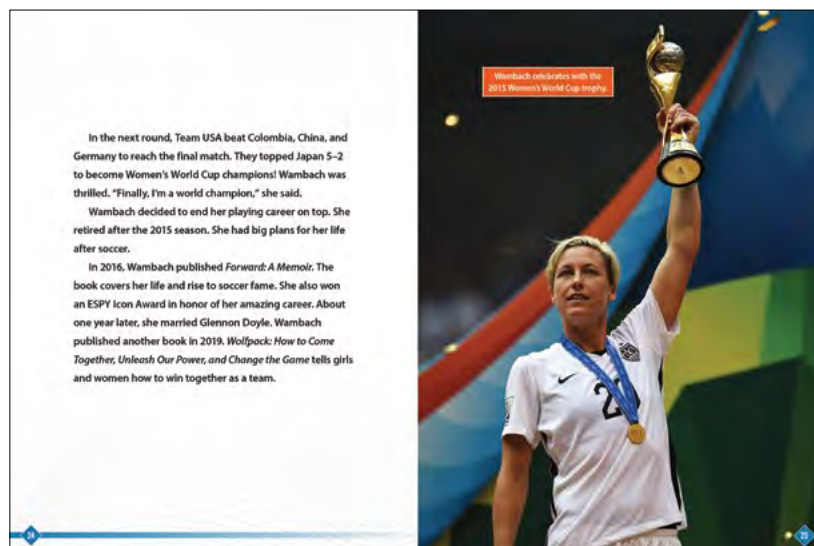 In the next round, Team USA beat Colombia, China, and
Germany to reach the final match. They topped Japan 5–2
to become Women's World Cup champions! Wambach was
thrilled. "Finally, I'm a world champion," she said.
Wambach decided to end her playing career on top. She
retired after the 2015 season. She had big plans for her life
after soccer.
In 2016, Wambach published Forward: A Memoir. The
book covers her life and rise to soccer fame. She also won
an ESPY Icon Award in honor of her amazing career. About
one year later, she married Glennon Doyle. Wambach
published another book in 2019. Wolfpack: How to Come
Together, Unleash Our Power, and Change the Game tells girls
and women how to win together as a team.
24
Wambach celebrates with the
2015 Women's World Cup trophy.
25